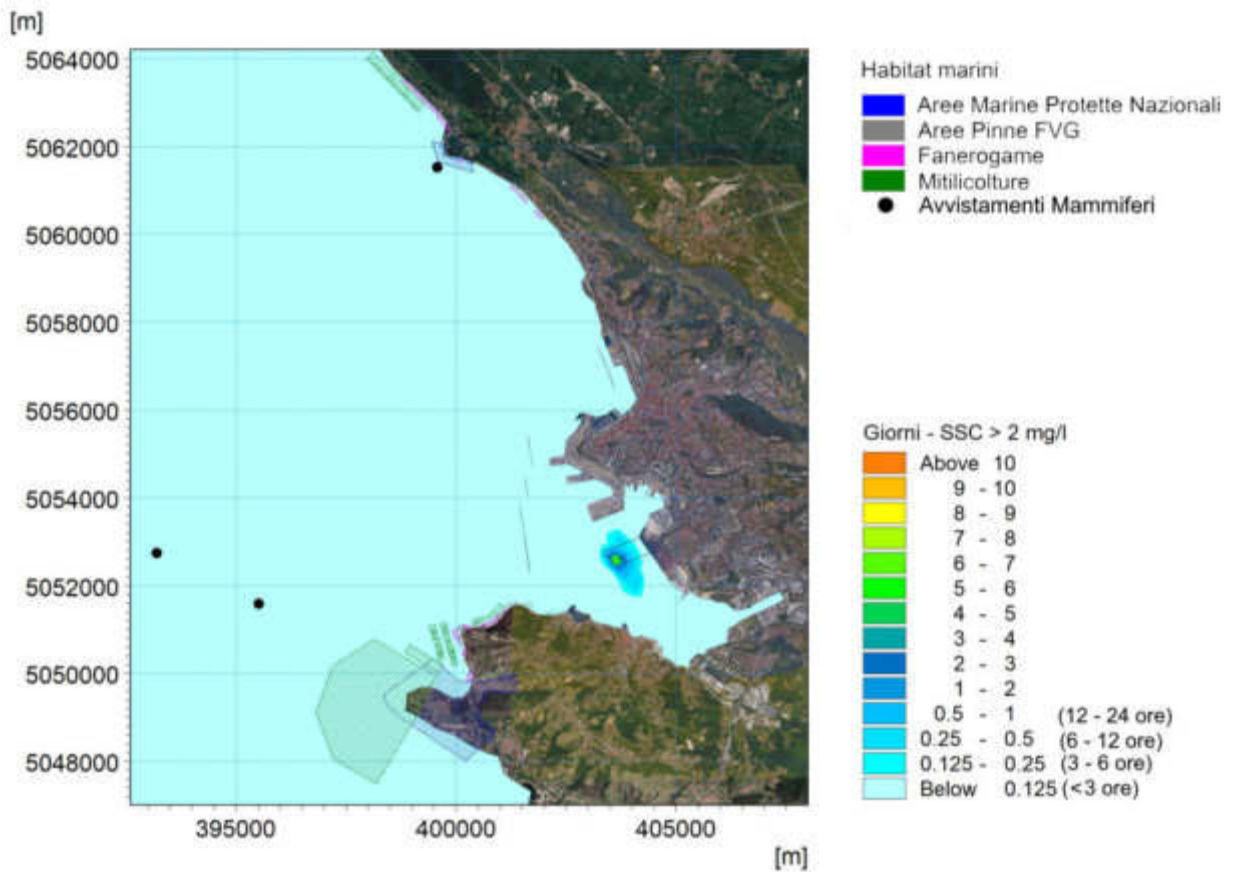 [m]
5064000
5062000
5060000
5058000
5056000
5054000
5052000
5050000
5048000
395000
400000
405000
[m]
Habitat marini
Aree Marine Protette Nazionali
Aree Pinne FVG
Fanerogame
Mitilicolture
Avvistamenti Mammiferi
Giorni - SSC > 2 mg/l
Above 10
9 - 10
8 - 9
7 - 8
6 - 7
5 - 6
4 - 5
3 - 4
2 - 3
1 - 2
0.5 - 1 (12 - 24 ore)
0.25 - 0.5 (6 - 12 ore)
0.125 - 0.25 (3 - 6 ore)
Below 0.125 (<3 ore)